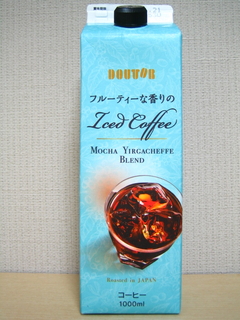 DOUTOR
フルーティーな香りの
Iced Coffee
MOCHA YIRGACHEFFE
BLEND
Roasted in JAPAN
コーヒー
1000ml